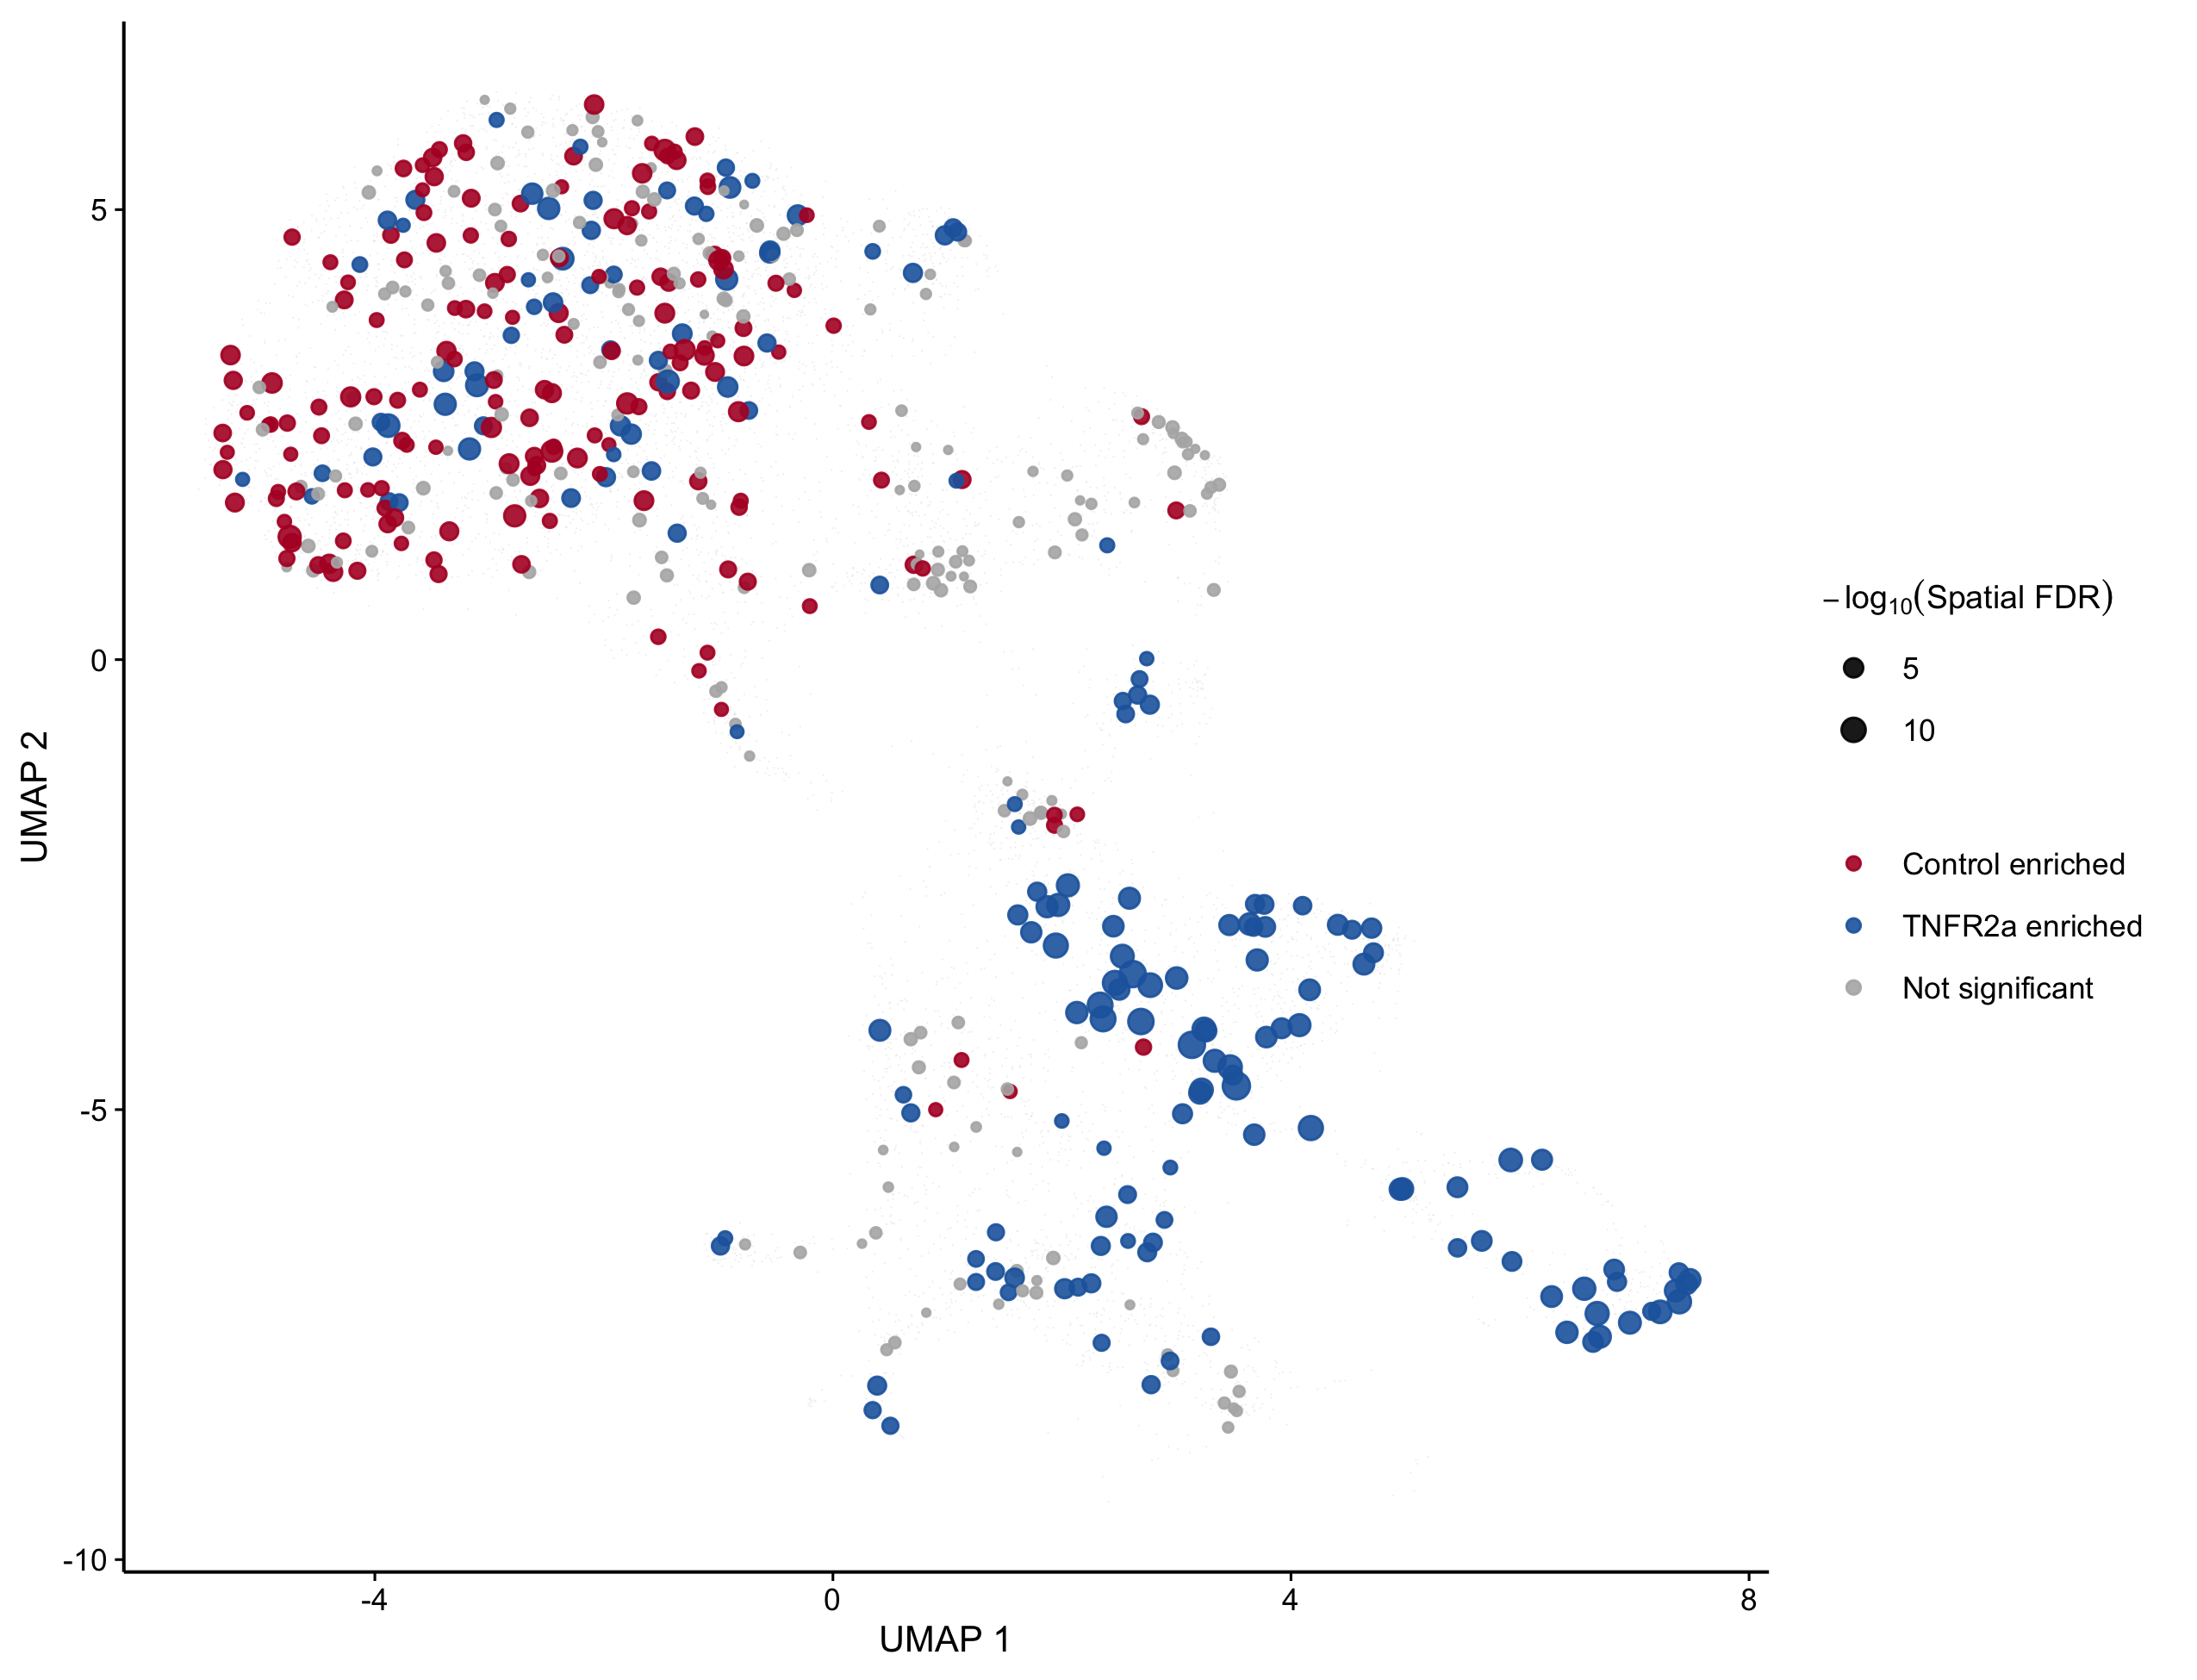 5
0
-5
-10
UMAP 2
-4
0
4
8
UMAP 1
− log₁₀(Spatial FDR)
5
10
Control enriched
TNFR2a enriched
Not significant